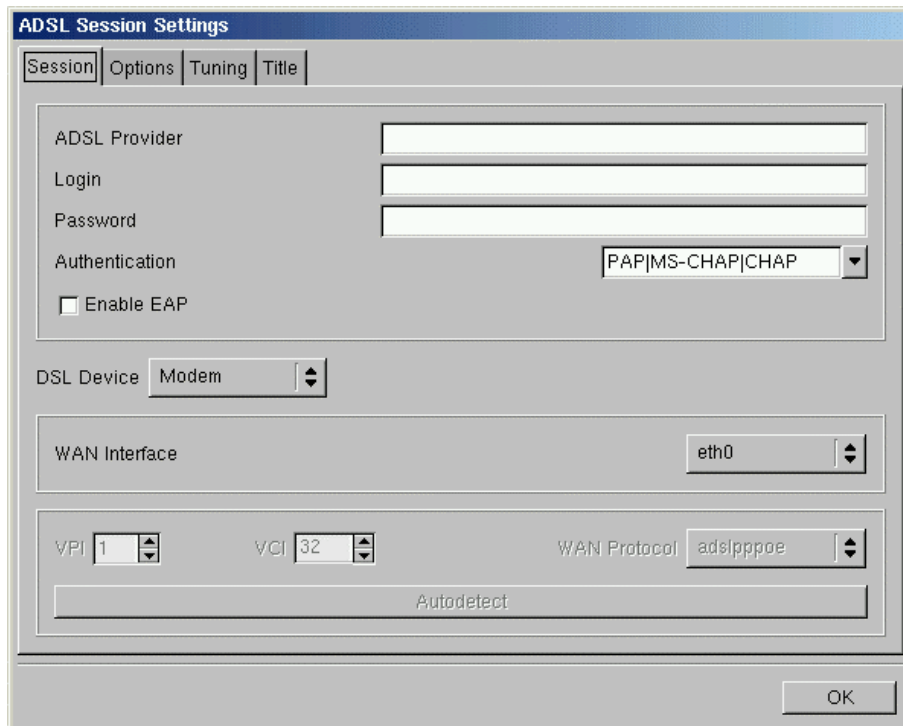 ADSL Session Settings
Session Options Tuning Title
ADSL Provider
Login
Password
Authentication PAP|MS-CHAP|CHAP
Enable EAP
DSL Device Modem
WAN Interface eth0
VPI 1 VCI 32 WAN Protocol adslpppoe
Autodetect
OK